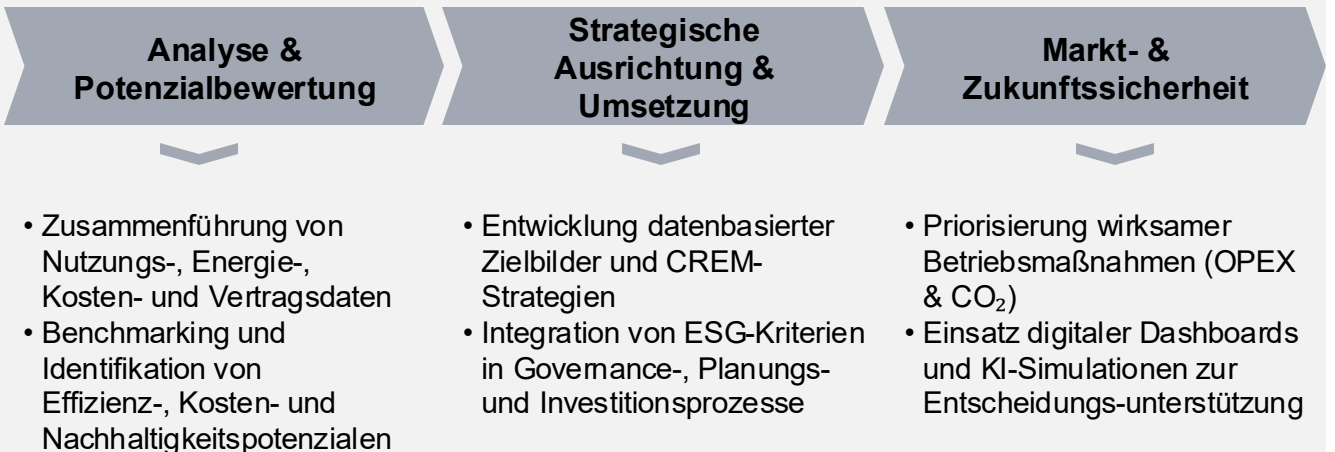 Analyse &
Potenzialbewertung
Strategische
Ausrichtung &
Umsetzung
Markt- &
Zukunftssicherheit
• Zusammenführung von
Nutzungs-, Energie-,
Kosten- und Vertragsdaten
• Benchmarking und
Identifikation von
Effizienz-, Kosten- und
Nachhaltigkeitspotenzialen
• Entwicklung datenbasierter
Zielbilder und CREM-
Strategien
• Integration von ESG-Kriterien
in Governance-, Planungs-
und Investitionsprozesse
• Priorisierung wirksamer
Betriebsmaßnahmen (OPEX
& CO₂)
• Einsatz digitaler Dashboards
und KI-Simulationen zur
Entscheidungs-unterstützung